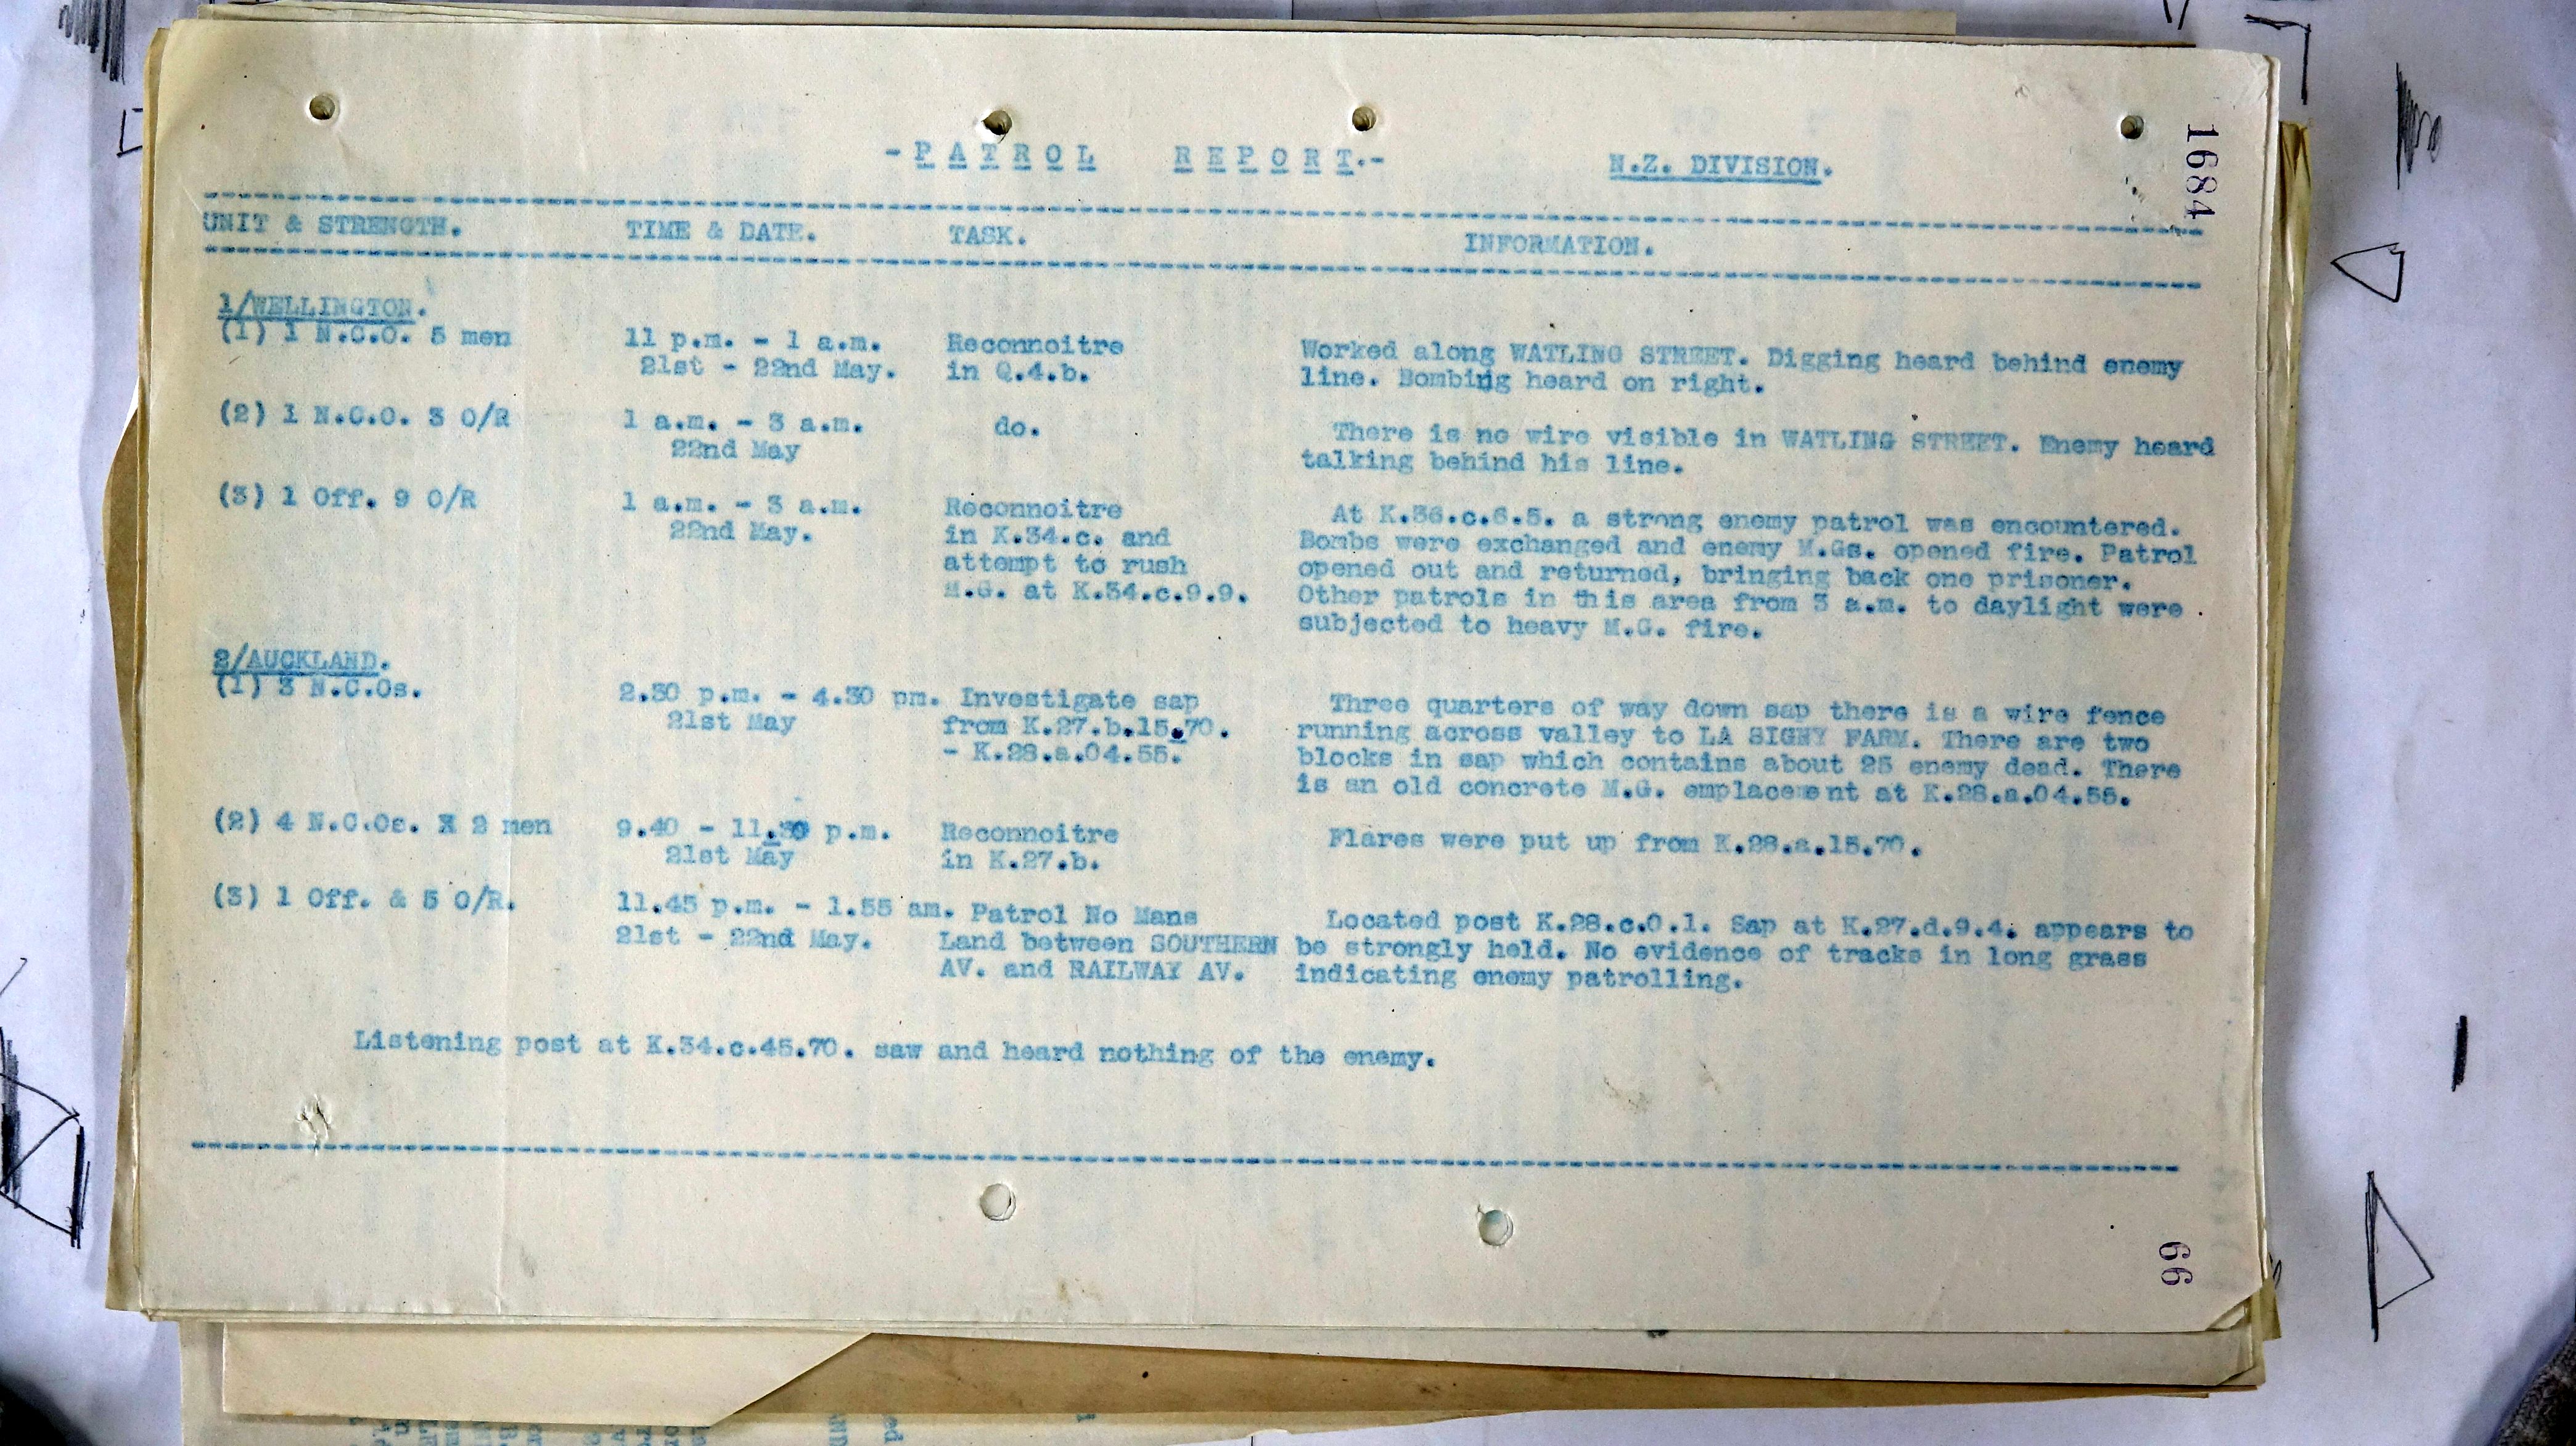 -PATROL REPORT.-
N.Z. DIVISION.
1684
UNIT & STRENGTH. TIME & DATE. TASK. INFORMATION.
1/WELLINGTON.
(1) 1 N.C.O. 5 men 11 p.m. - 1 a.m. Reconnoitre Worked along WATLING STREET. Digging heard behind enemy
21st - 22nd May. in Q.4.b. line. Bombing heard on right.
(2) 1 N.C.O. 3 O/R 1 a.m. - 3 a.m. do. There is no wire visible in WATLING STREET. Enemy heard
22nd May talking behind his line.
(3) 1 Off. 9 O/R 1 a.m. - 3 a.m. Reconnoitre At K.36.c.6.5. a strong enemy patrol was encountered.
22nd May. in K.34.c. and Bombs were exchanged and enemy M.Gs. opened fire. Patrol
attempt to rush opened out and returned, bringing back one prisoner.
M.G. at K.34.c.9.9. Other patrols in this area from 3 a.m. to daylight were
subjected to heavy M.G. fire.
2/AUCKLAND.
(1) 3 N.C.Os. 2.30 p.m. - 4.30 pm. Investigate sap Three quarters of way down sap there is a wire fence
21st May from K.27.b.15.70. running across valley to LA SIGNY FARM. There are two
- K.28.a.04.55. blocks in sap which contains about 25 enemy dead. There
is an old concrete M.G. emplacement at K.28.a.04.55.
(2) 4 N.C.Os. & 2 men 9.40 - 11.30 p.m. Reconnoitre Flares were put up from K.28.a.15.70.
21st May in K.27.b.
(3) 1 Off. & 5 O/R. 11.45 p.m. - 1.55 am. Patrol No Mans Located post K.28.c.0.1. Sap at K.27.d.9.4. appears to
21st - 22nd May. Land between SOUTHERN be strongly held. No evidence of tracks in long grass
AV. and RAILWAY AV. indicating enemy patrolling.
Listening post at K.34.c.45.70. saw and heard nothing of the enemy.
66